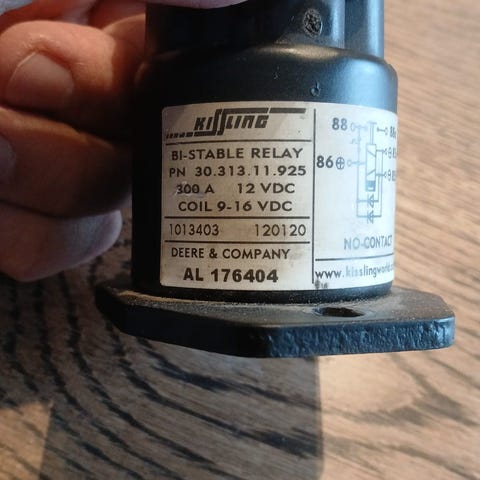 KISSLING
BI-STABLE RELAY
PN 30.313.11.925
300 A 12 VDC
COIL 9-16 VDC
1013403 120120
DEERE & COMPANY
AL 176404
88
86
NO-CONTACT
www.kisslingworld.